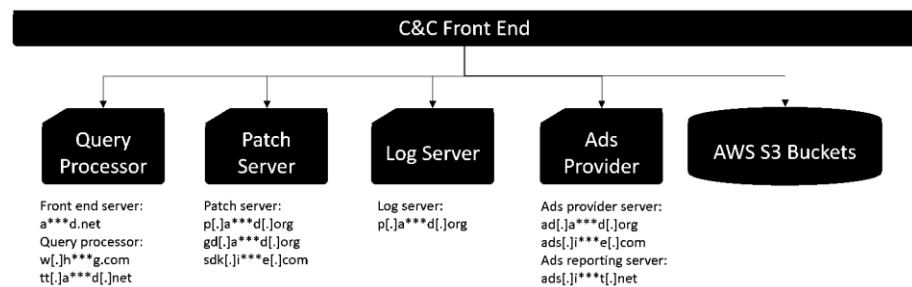 C&C Front End
Query
Processor
Patch
Server
Log Server
Ads
Provider
AWS S3 Buckets
Front end server:
a***d.net
Query processor:
w[.]h***g.com
tt[.]a***d[.]net
Patch server:
p[.]a***d[.]org
gd[.]a***d[.]org
sdk[.]i***e[.]com
Log server:
p[.]a***d[.]org
Ads provider server:
ad[.]a***d[.]org
ads[.]i***e[.]com
Ads reporting server:
ads[.]i***t[.]net